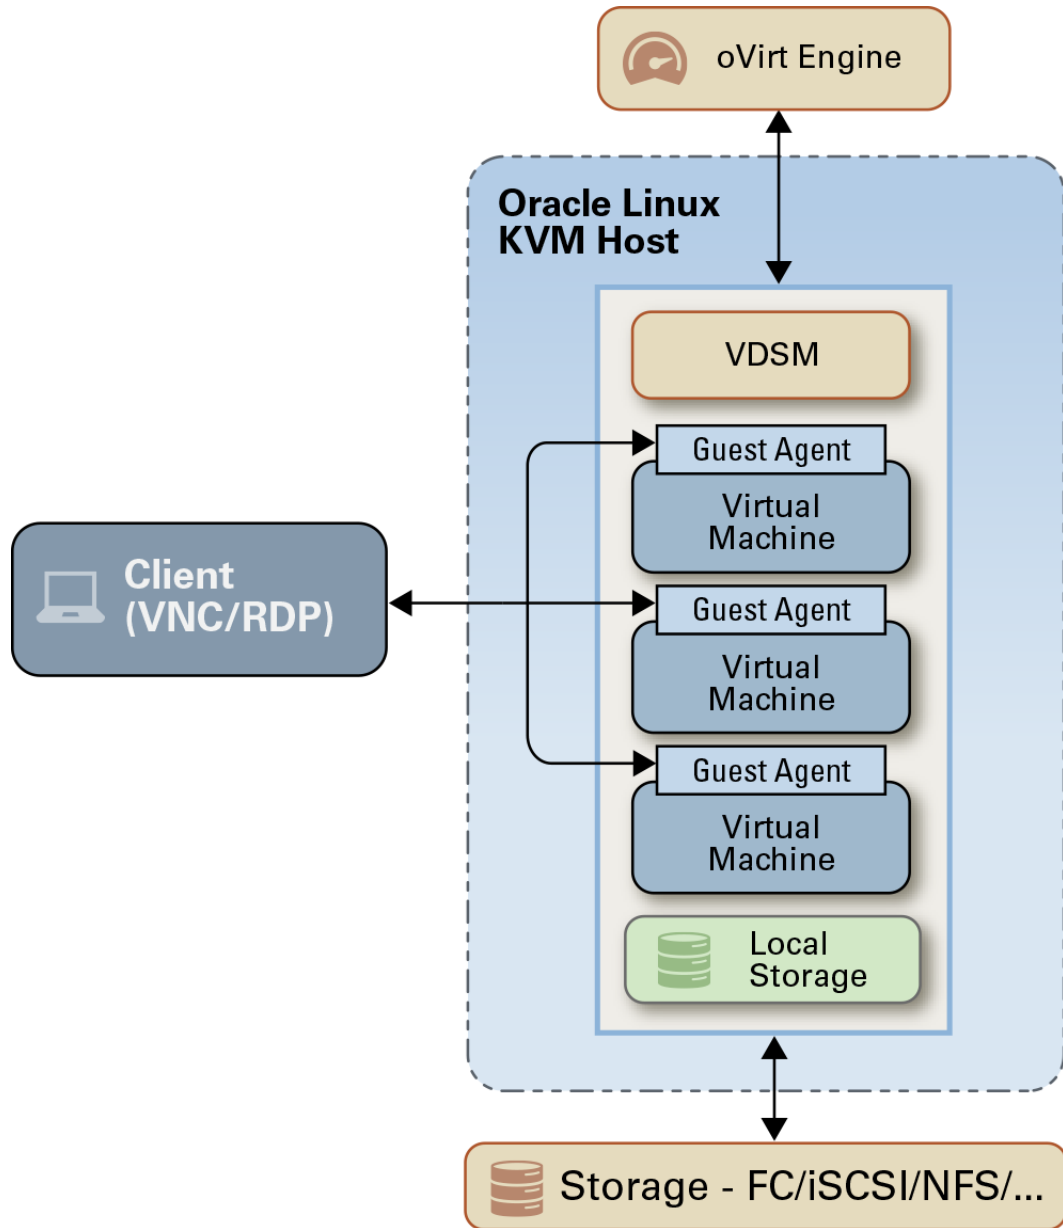 oVirt Engine
Oracle Linux
KVM Host
VDSM
Guest Agent
Virtual
Machine
Client
(VNC/RDP)
Guest Agent
Virtual
Machine
Guest Agent
Virtual
Machine
Local
Storage
Storage - FC/iSCSI/NFS/...